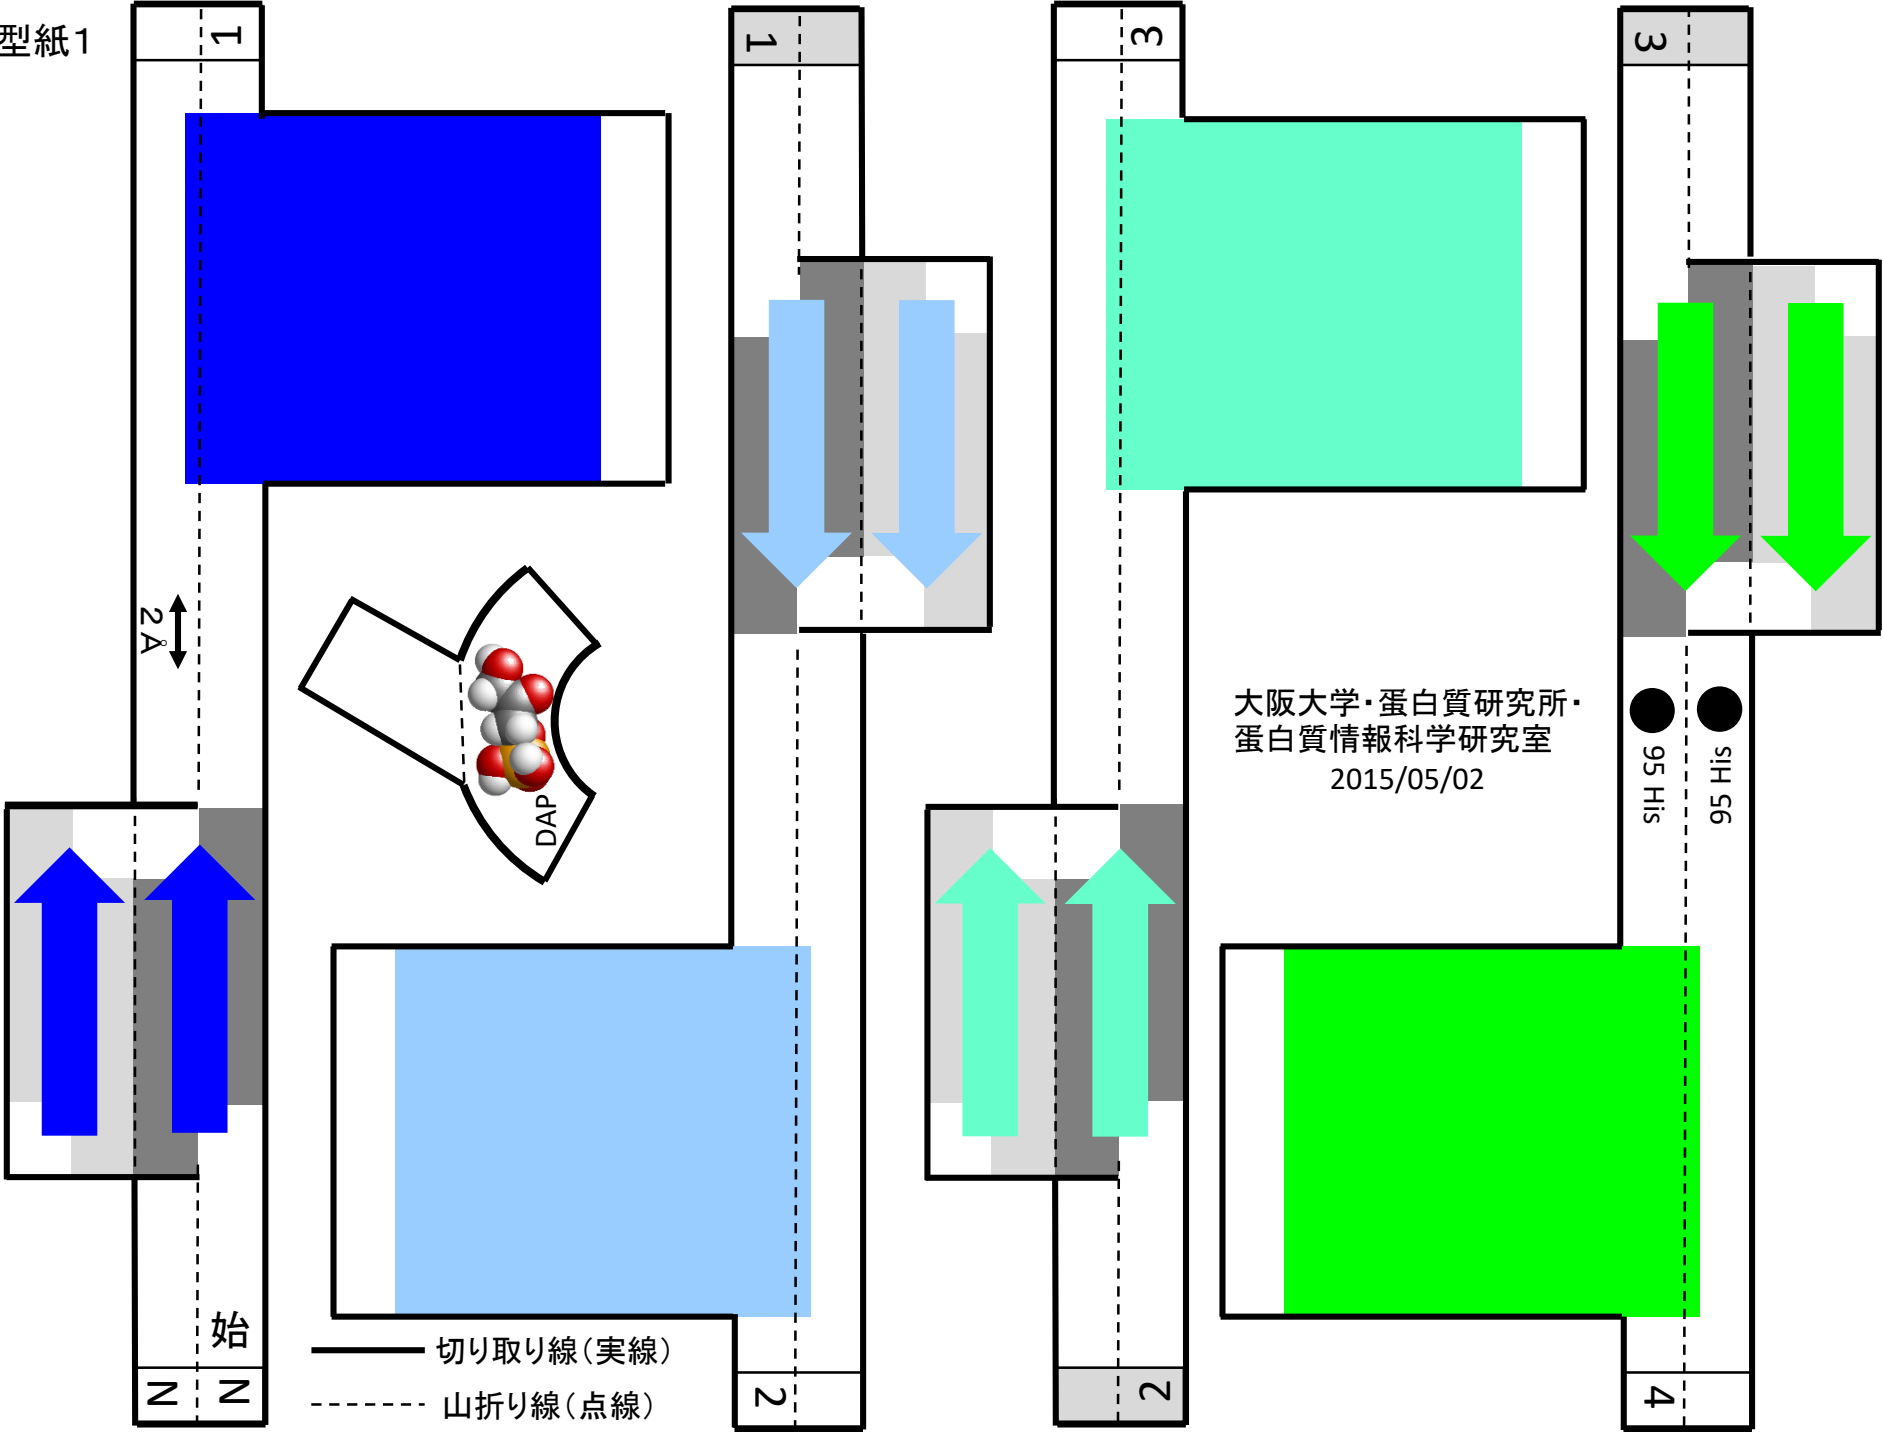 型紙1
1
1
3
3
2Å
DAP
大阪大学・蛋白質研究所・
蛋白質情報科学研究室
2015/05/02
95 His
95 His
始
切り取り線(実線)
山折り線(点線)
N
N
2
2
4